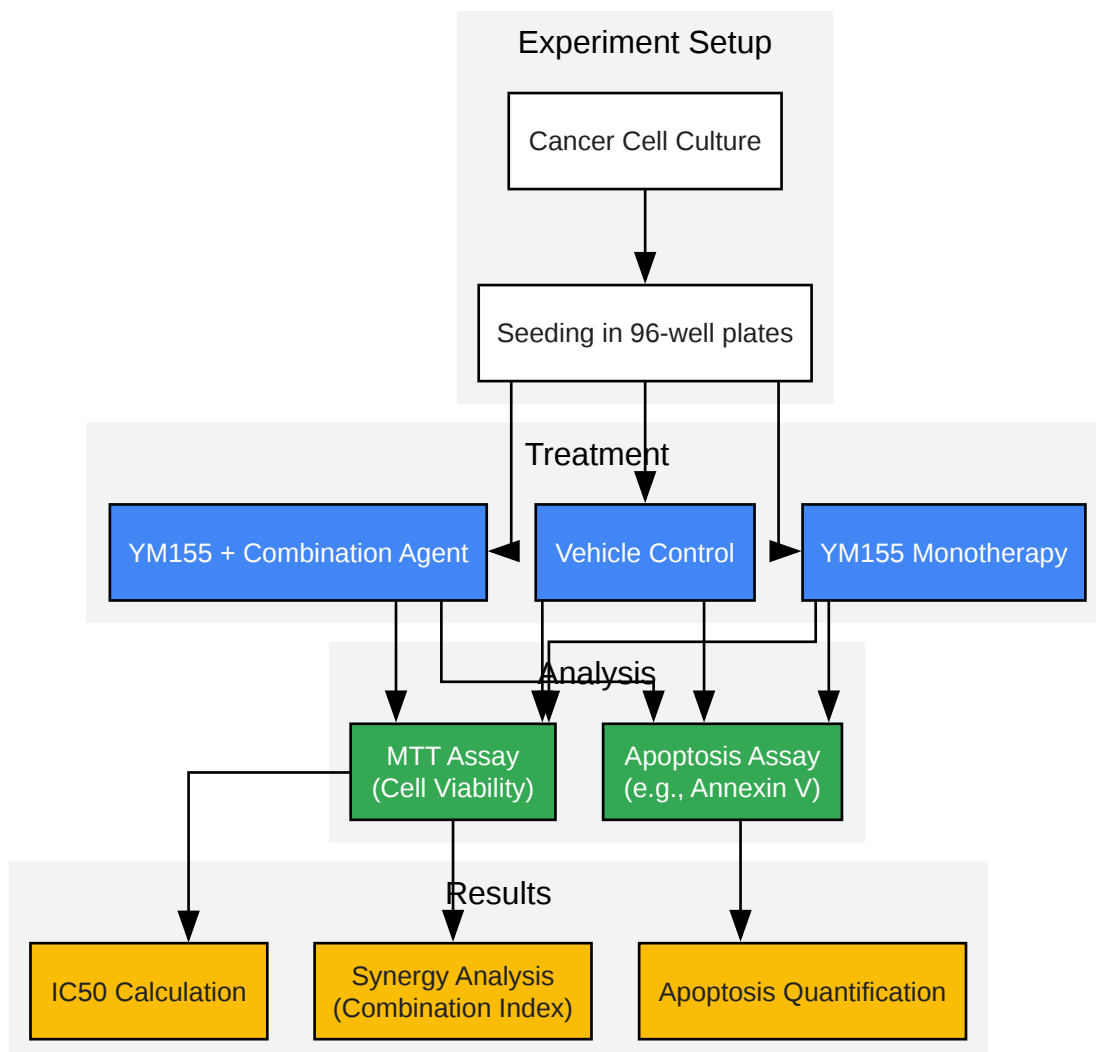 Experiment Setup
Cancer Cell Culture
Seeding in 96-well plates
Treatment
YM155 + Combination Agent
Vehicle Control
YM155 Monotherapy
Analysis
MTT Assay
(Cell Viability)
Apoptosis Assay
(e.g., Annexin V)
Results
IC50 Calculation
Synergy Analysis
(Combination Index)
Apoptosis Quantification